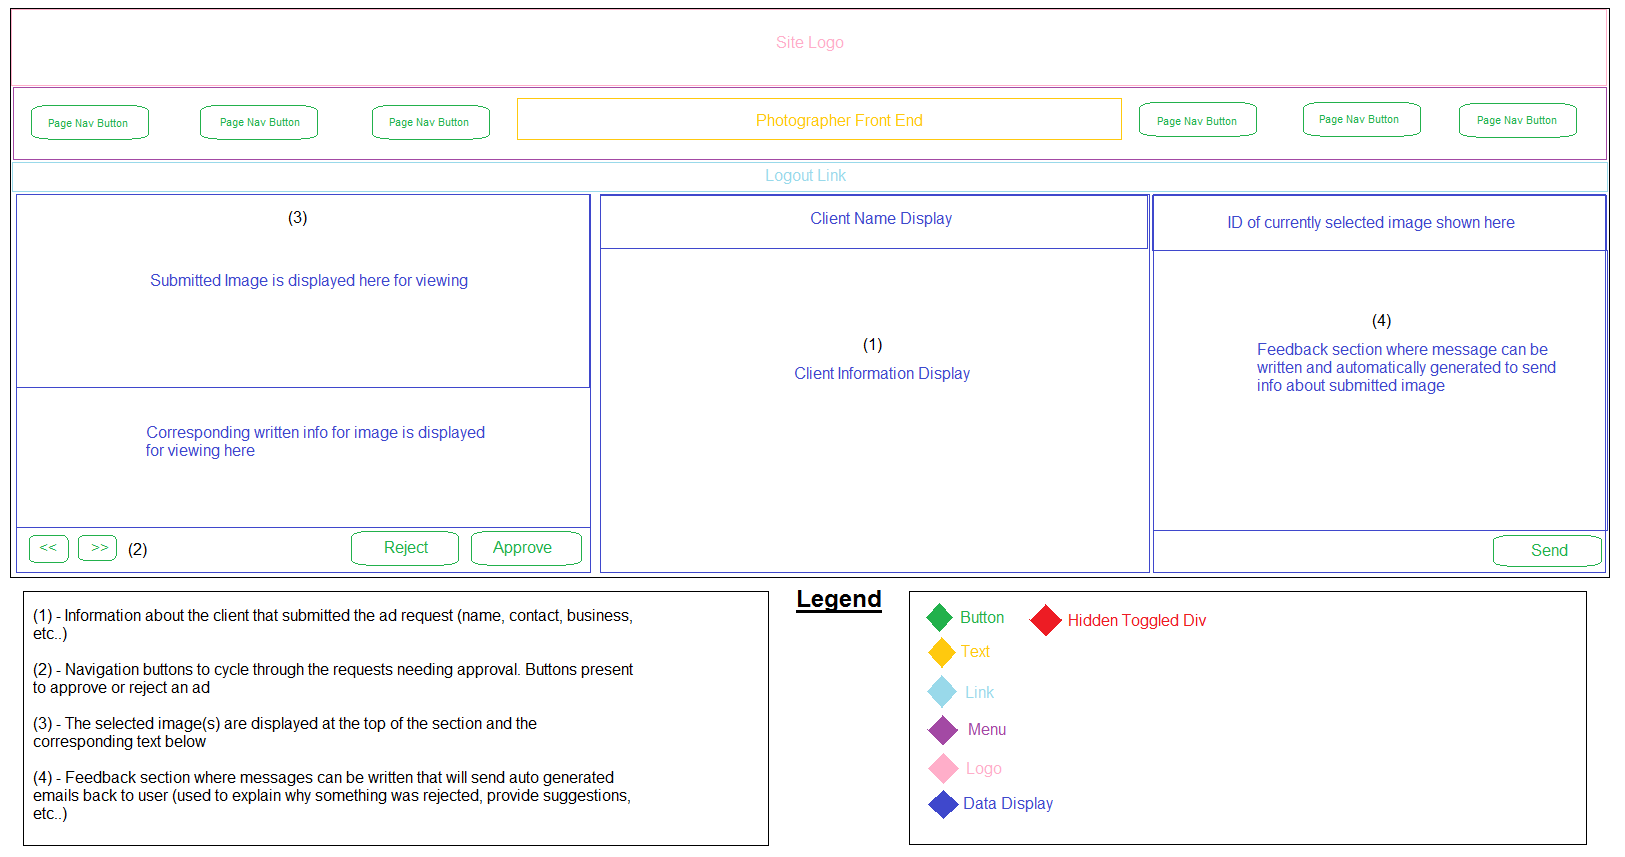 Site Logo
Page Nav Button
Page Nav Button
Page Nav Button
Photographer Front End
Page Nav Button
Page Nav Button
Page Nav Button
Logout Link
(3)
Submitted Image is displayed here for viewing
Corresponding written info for image is displayed
for viewing here
<<
>>
(2)
Reject
Approve
Client Name Display
(1)
Client Information Display
ID of currently selected image shown here
(4)
Feedback section where message can be
written and automatically generated to send
info about submitted image
Send
(1) - Information about the client that submitted the ad request (name, contact, business,
etc..)
(2) - Navigation buttons to cycle through the requests needing approval. Buttons present
to approve or reject an ad
(3) - The selected image(s) are displayed at the top of the section and the
corresponding text below
(4) - Feedback section where messages can be written that will send auto generated
emails back to user (used to explain why something was rejected, provide suggestions,
etc..)
Legend
Button
Hidden Toggled Div
Text
Link
Menu
Logo
Data Display